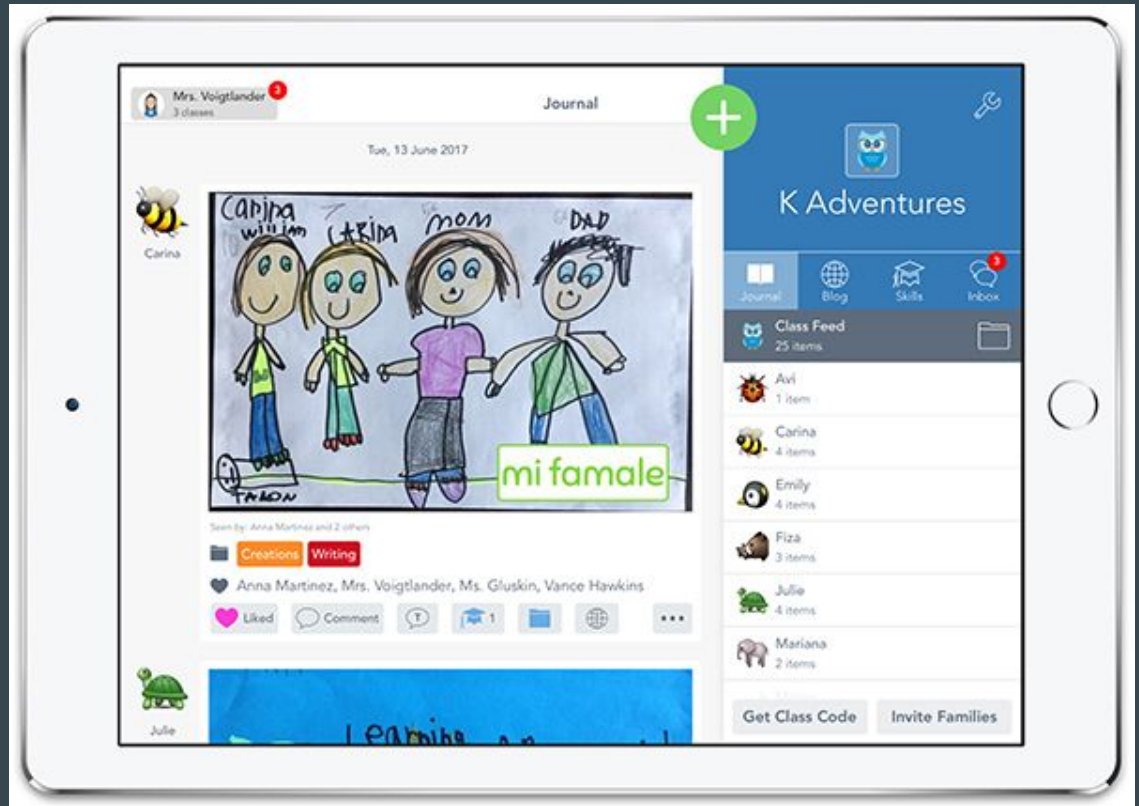 Mrs. Voigtlander 3
3 classes
Journal
Tue, 13 June 2017
Carina
Carina
William CARINA MOM DAD
TALON
mi famale
Seen by: Anna Martinez and 2 others
Creations Writing
Anna Martinez, Mrs. Voigtlander, Ms. Gluskin, Vance Hawkins
Liked Comment T 1
Julie
Learning
K Adventures
Journal Blog Skills Inbox 3
Class Feed
25 items
Avi
1 item
Carina
4 items
Emily
4 items
Fiza
3 items
Julie
4 items
Mariana
2 items
Get Class Code Invite Families